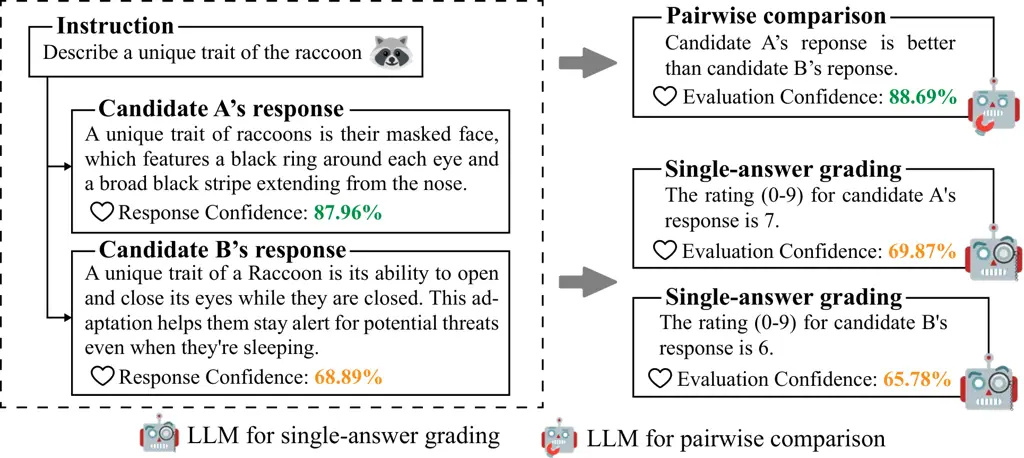 Instruction
Describe a unique trait of the raccoon
Candidate A's response
A unique trait of raccoons is their masked face,
which features a black ring around each eye and
a broad black stripe extending from the nose.
Response Confidence: 87.96%
Candidate B's response
A unique trait of a Raccoon is its ability to open
and close its eyes while they are closed. This ad-
aptation helps them stay alert for potential threats
even when they're sleeping.
Response Confidence: 68.89%
Pairwise comparison
Candidate A's reponse is better
than candidate B's reponse.
Evaluation Confidence: 88.69%
Single-answer grading
The rating (0-9) for candidate A's
response is 7.
Evaluation Confidence: 69.87%
Single-answer grading
The rating (0-9) for candidate B's
response is 6.
Evaluation Confidence: 65.78%
LLM for single-answer grading
LLM for pairwise comparison